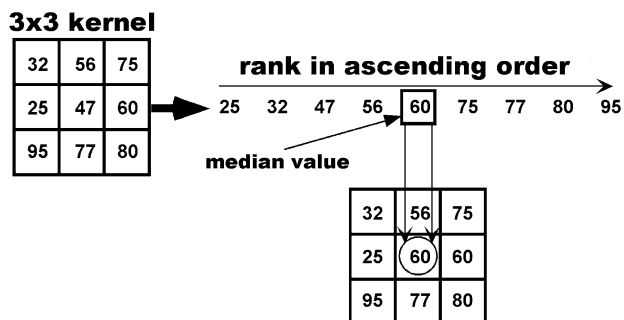 3x3 kernel
32 56 75
25 47 60
95 77 80
rank in ascending order
25 32 47 56 60 75 77 80 95
median value
32 56 75
25 60 60
95 77 80